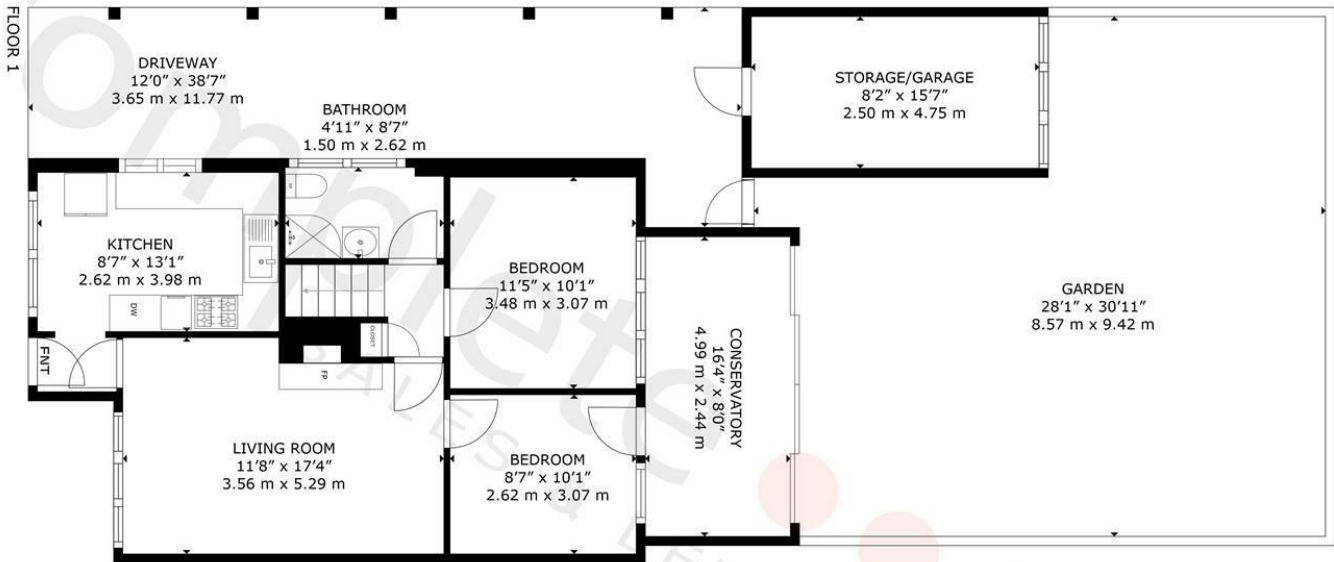 FLOOR 1
DRIVEWAY
12'0" x 38'7"
3.65 m x 11.77 m
BATHROOM
4'11" x 8'7"
1.50 m x 2.62 m
STORAGE/GARAGE
8'2" x 15'7"
2.50 m x 4.75 m
KITCHEN
8'7" x 13'1"
2.62 m x 3.98 m
DW
BEDROOM
11'5" x 10'1"
3.48 m x 3.07 m
GARDEN
28'1" x 30'11"
8.57 m x 9.42 m
CONSERVATORY
16'4" x 8'0"
4.99 m x 2.44 m
CLOSET
FNT
FP
LIVING ROOM
11'8" x 17'4"
3.56 m x 5.29 m
BEDROOM
8'7" x 10'1"
2.62 m x 3.07 m
omplete
SALES & LE